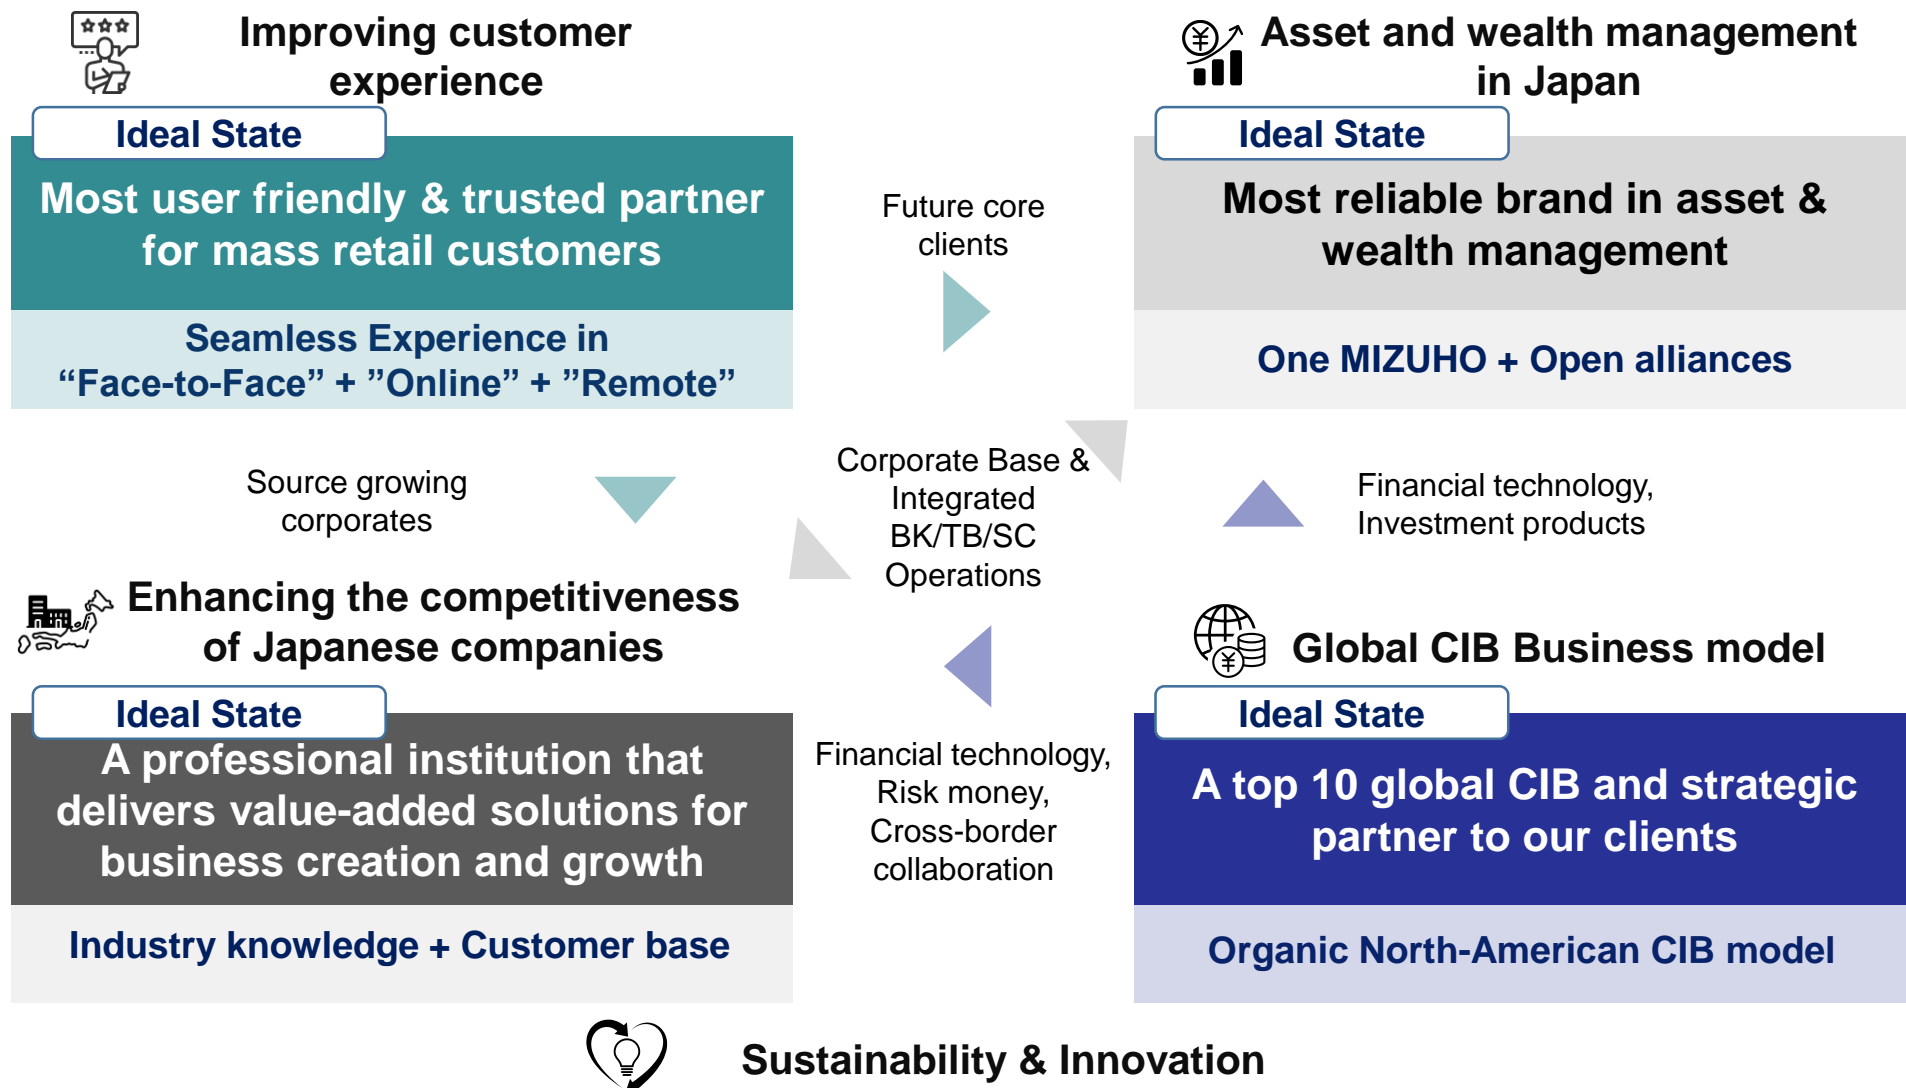 Improving customer
experience
Ideal State
Most user friendly & trusted partner
for mass retail customers
Seamless Experience in
“Face-to-Face” + ”Online” + ”Remote”
Future core
clients
Asset and wealth management
in Japan
Ideal State
Most reliable brand in asset &
wealth management
One MIZUHO + Open alliances
Source growing
corporates
Corporate Base &
Integrated
BK/TB/SC
Operations
Financial technology,
Investment products
Enhancing the competitiveness
of Japanese companies
Ideal State
A professional institution that
delivers value-added solutions for
business creation and growth
Industry knowledge + Customer base
Financial technology,
Risk money,
Cross-border
collaboration
Global CIB Business model
Ideal State
A top 10 global CIB and strategic
partner to our clients
Organic North-American CIB model
Sustainability & Innovation